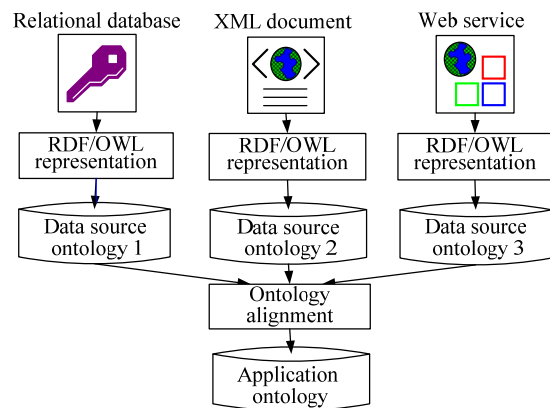 Relational database
XML document
Web service
RDF/OWL
representation
RDF/OWL
representation
RDF/OWL
representation
Data source
ontology 1
Data source
ontology 2
Data source
ontology 3
Ontology
alignment
Application
ontology